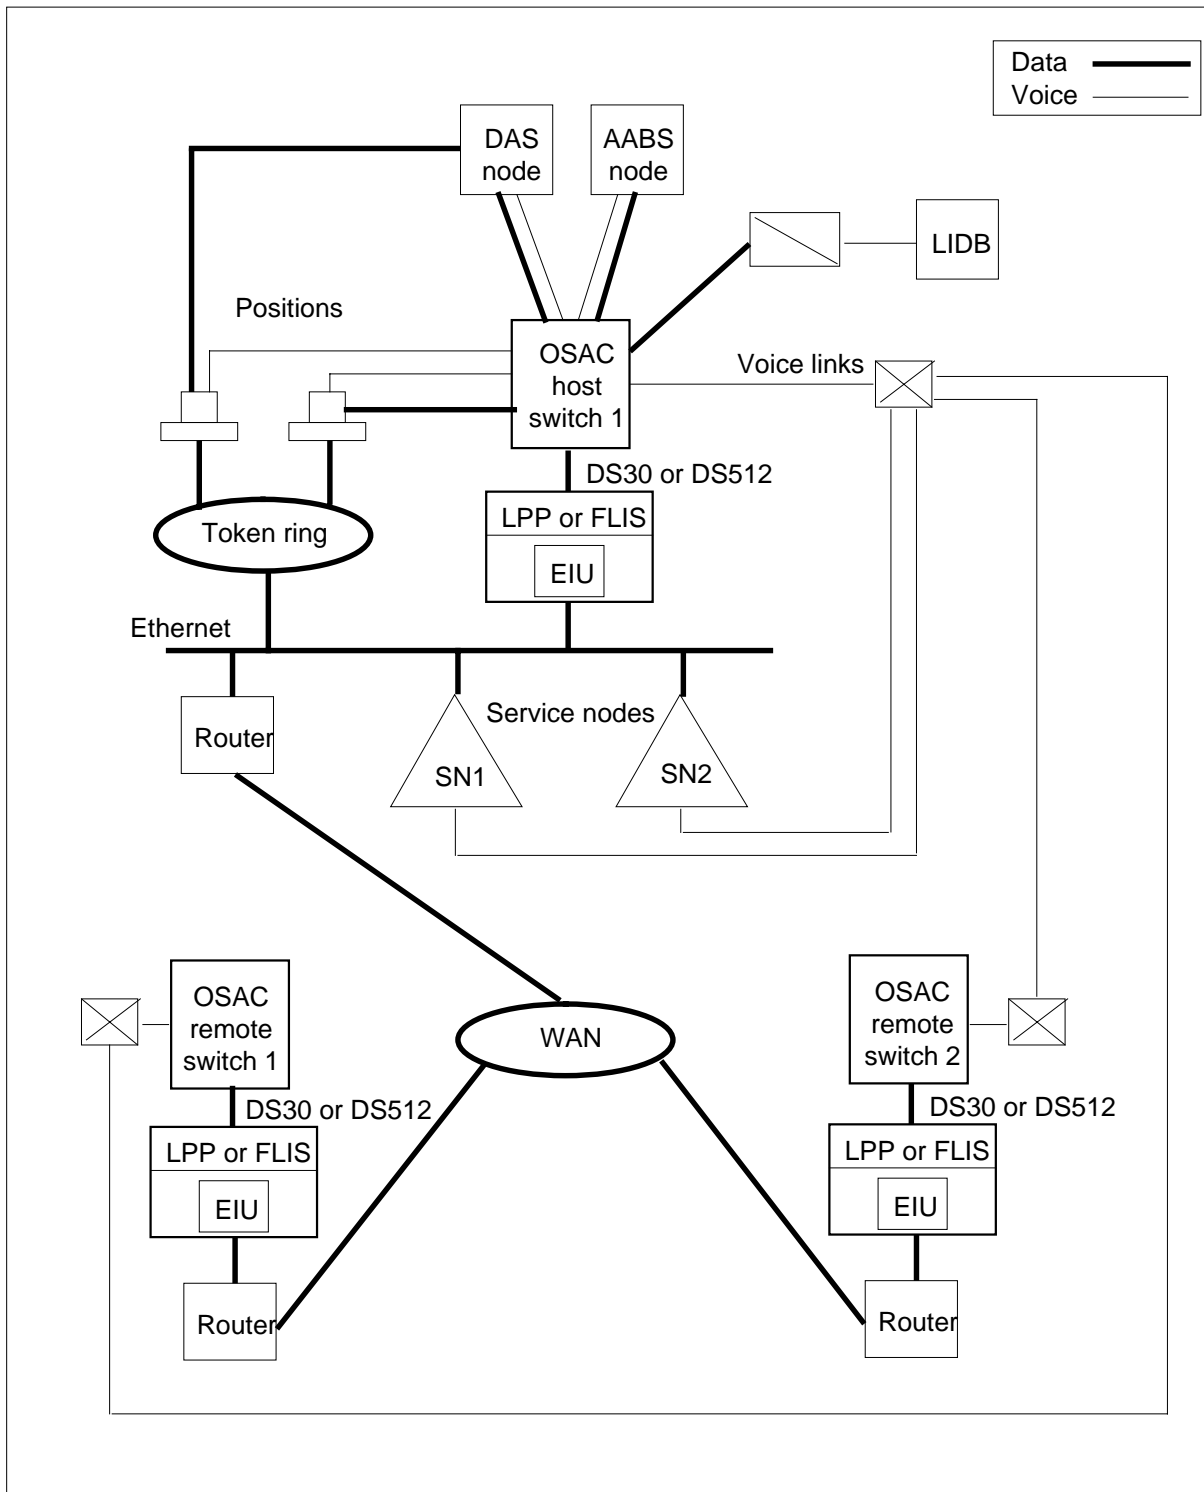 Data
Voice
DAS
node
AABS
node
LIDB
Positions
OSAC
host
switch 1
Voice links
DS30 or DS512
LPP or FLIS
EIU
Token ring
Ethernet
Router
Service nodes
SN1
SN2
OSAC
remote
switch 1
WAN
OSAC
remote
switch 2
DS30 or DS512
LPP or FLIS
EIU
Router
DS30 or DS512
LPP or FLIS
EIU
Router